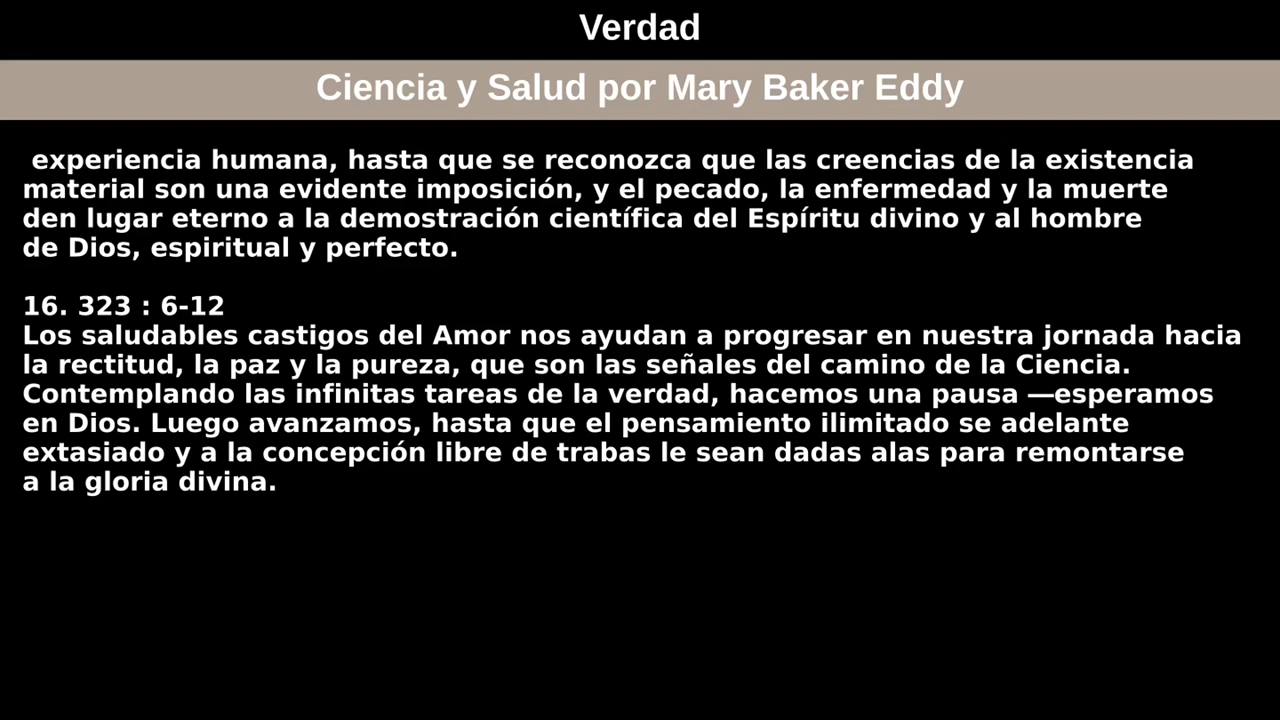 Verdad
Ciencia y Salud por Mary Baker Eddy
experiencia humana, hasta que se reconozca que las creencias de la existencia
material son una evidente imposición, y el pecado, la enfermedad y la muerte
den lugar eterno a la demostración científica del Espíritu divino y al hombre
de Dios, espiritual y perfecto.
16. 323 : 6-12
Los saludables castigos del Amor nos ayudan a progresar en nuestra jornada hacia
la rectitud, la paz y la pureza, que son las señales del camino de la Ciencia.
Contemplando las infinitas tareas de la verdad, hacemos una pausa —esperamos
en Dios. Luego avanzamos, hasta que el pensamiento ilimitado se adelante
extasiado y a la concepción libre de trabas le sean dadas alas para remontarse
a la gloria divina.